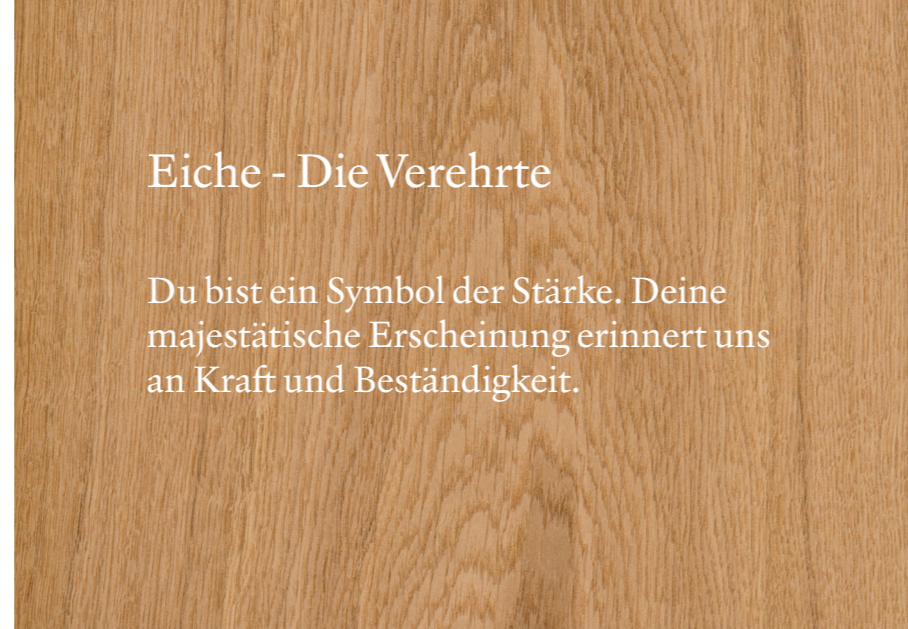 Eiche - Die Verehrte
Du bist ein Symbol der Stärke. Deine
majestätische Erscheinung erinnert uns
an Kraft und Beständigkeit.